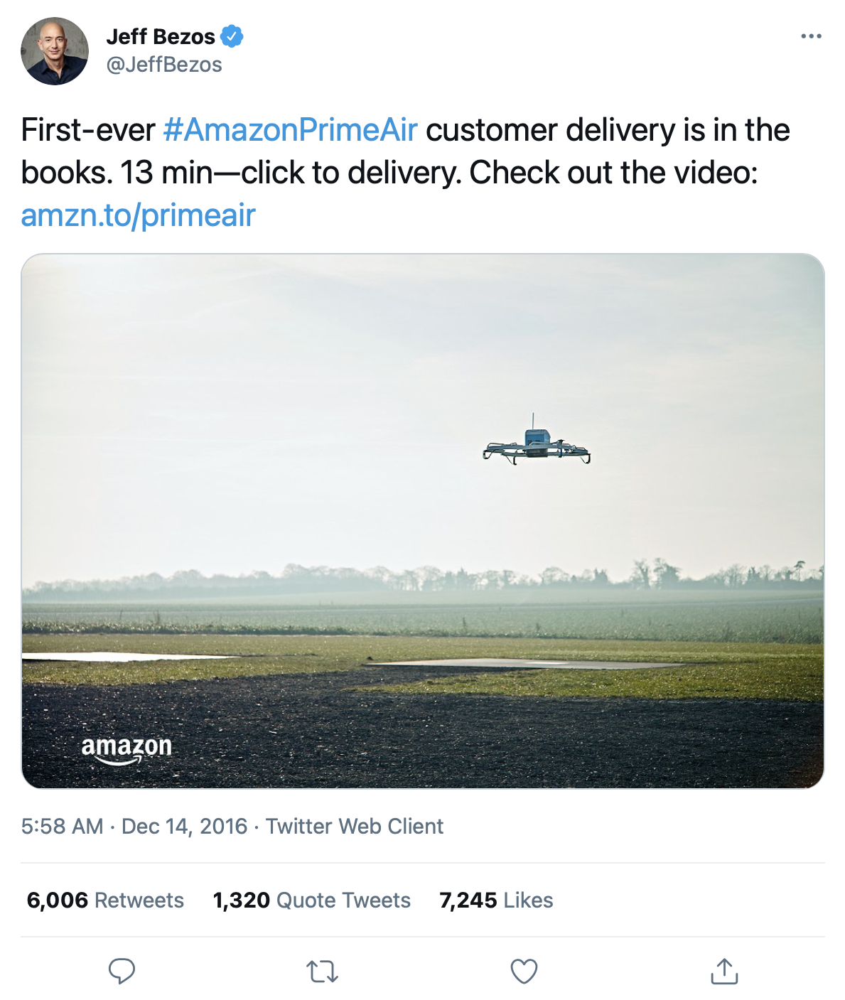 Jeff Bezos
@JeffBezos
First-ever #AmazonPrimeAir customer delivery is in the
books. 13 min—click to delivery. Check out the video:
amzn.to/primeair
amazon
5:58 AM · Dec 14, 2016 · Twitter Web Client
6,006 Retweets 1,320 Quote Tweets 7,245 Likes